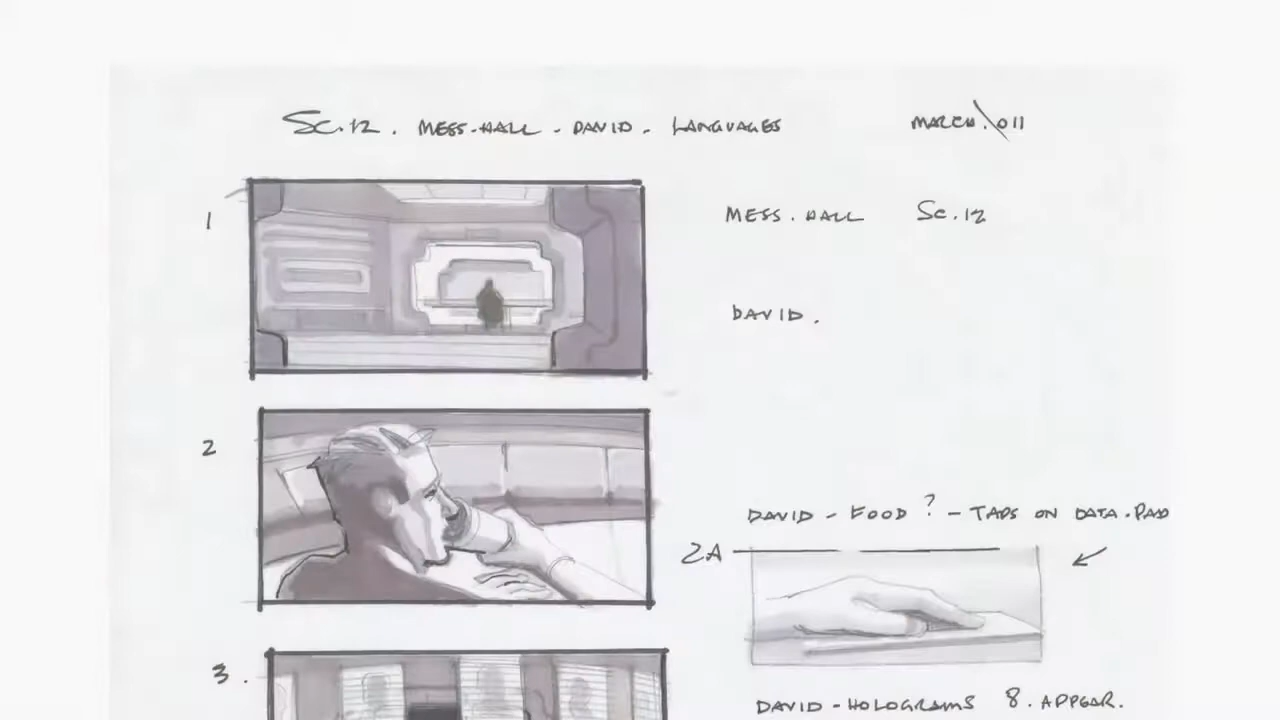 Sc.12. MESS.HALL - DAVID - LANGUAGES MARCH\011
1
MESS.HALL Sc.12
DAVID.
2
DAVID - FOOD ? - TAPS ON DATA.PAD
2A
3.
DAVID - HOLOGRAMS 8. APPEAR.